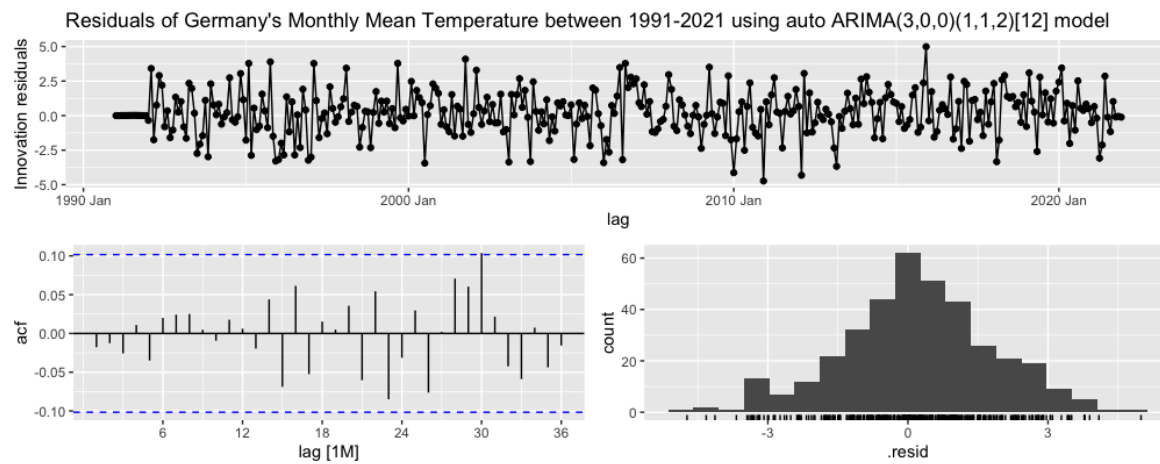 Residuals of Germany's Monthly Mean Temperature between 1991-2021 using auto ARIMA(3,0,0)(1,1,2)[12] model
Innovation residuals
5.0
2.5
0.0
-2.5
-5.0
1990 Jan 2000 Jan 2010 Jan 2020 Jan
lag
acf
0.10
0.05
0.00
-0.05
-0.10
6 12 18 24 30 36
lag [1M]
count
60
40
20
0
-3 0 3
.resid